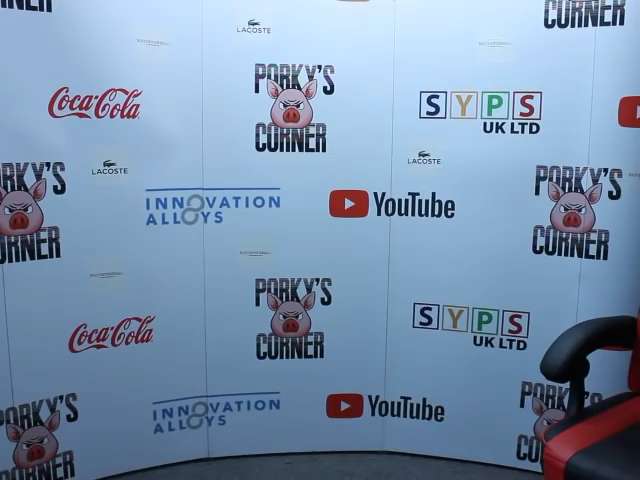 CORNER
LACOSTE
PORKY'S
CORNER
Coca-Cola
SYPS
UK LTD
LACOSTE
LACOSTE
PORKY'S
CORNER
INNOVATION
ALLOYS
YouTube
PORKY'S
CORNER
PORKY'S
CORNER
Coca-Cola
SYPS
UK LTD
PORKY'S
CORNER
INNOVATION
ALLOYS
YouTube
PORKY'S